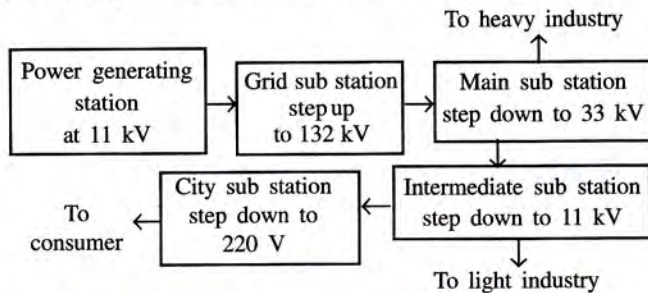 To heavy industry
Power generating
station
at 11 kV
Grid sub station
step up
to 132 kV
Main sub station
step down to 33 kV
Intermediate sub station
step down to 11 kV
To light industry
City sub station
step down to
220 V
To
consumer